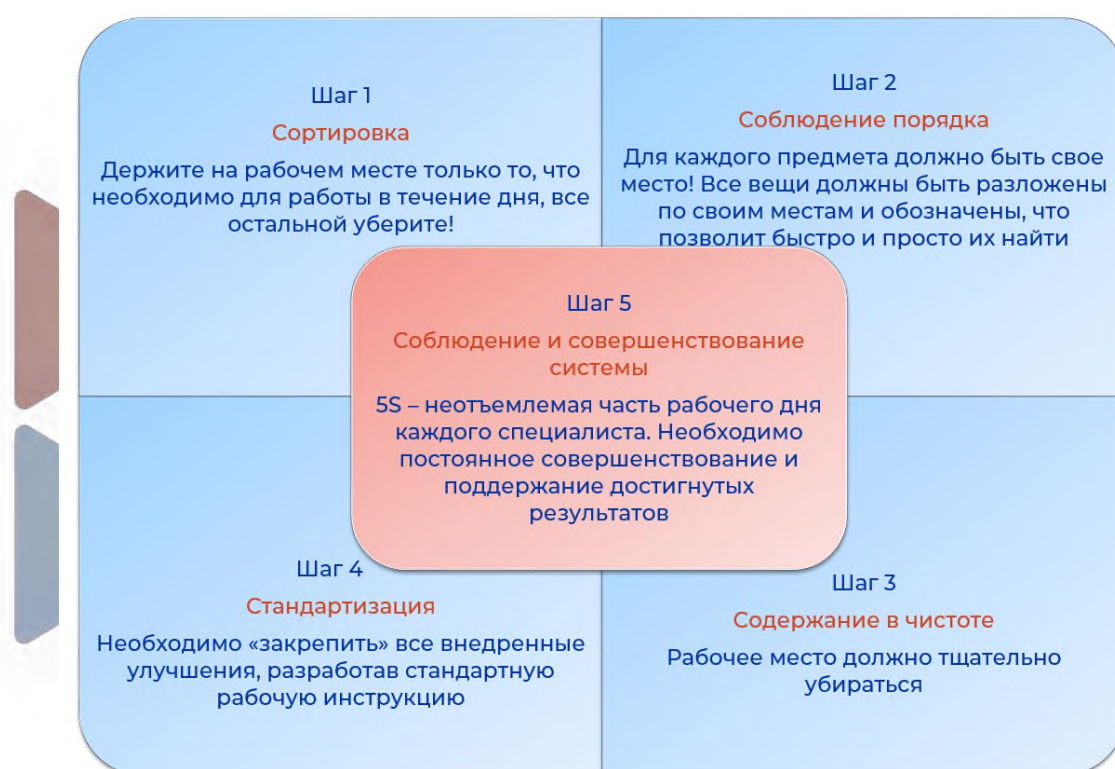 Шаг 1
Сортировка
Держите на рабочем месте только то, что
необходимо для работы в течение дня, все
остальной уберите!
Шаг 2
Соблюдение порядка
Для каждого предмета должно быть свое
место! Все вещи должны быть разложены
по своим местам и обозначены, что
позволит быстро и просто их найти
Шаг 5
Соблюдение и совершенствование
системы
5S – неотъемлемая часть рабочего дня
каждого специалиста. Необходимо
постоянное совершенствование и
поддержание достигнутых
результатов
Шаг 4
Стандартизация
Необходимо «закрепить» все внедренные
улучшения, разработав стандартную
рабочую инструкцию
Шаг 3
Содержание в чистоте
Рабочее место должно тщательно
убираться